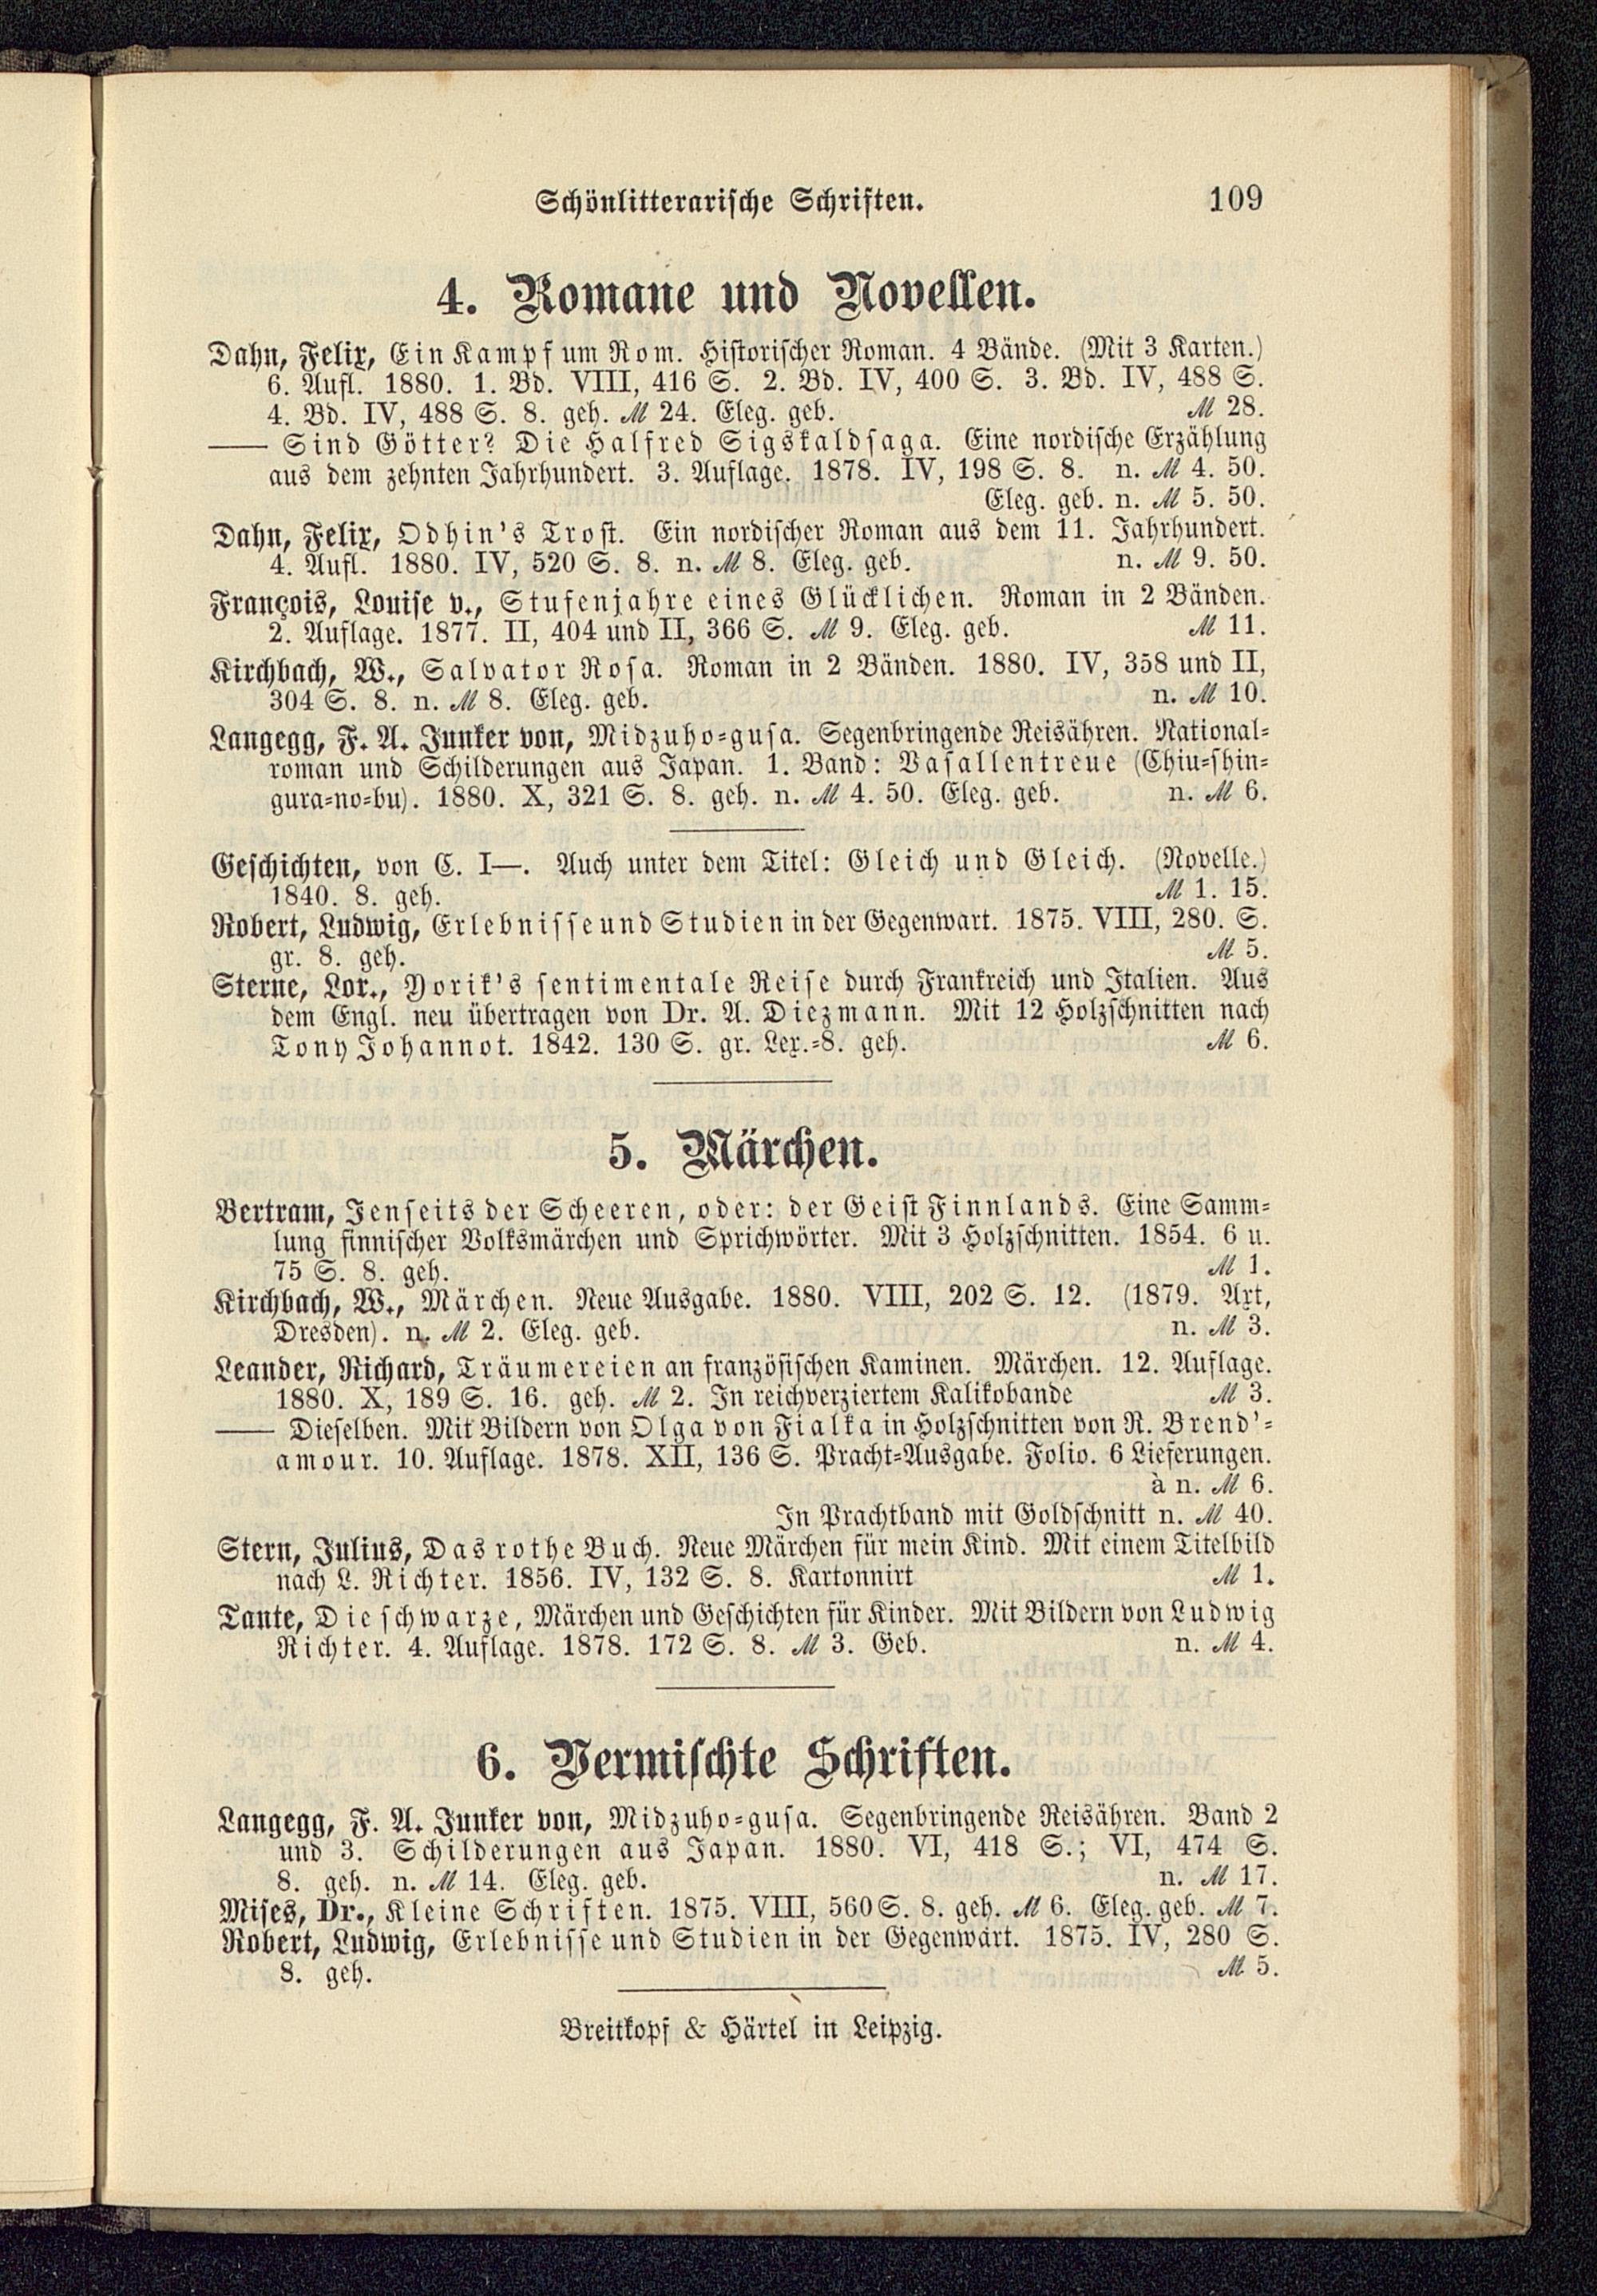 Schönlitterarische Schriften. 109
4. Romane und Novellen.
Dahn, Felix, Ein Kampf um Rom. Historischer Roman. 4 Bände. (Mit 3 Karten.)
6. Aufl. 1880. 1. Bd. VIII, 416 S. 2. Bd. IV, 400 S. 3. Bd. IV, 488 S.
4. Bd. IV, 488 S. 8. geh. M 24. Eleg. geb. M 28.
—— Sind Götter? Die Halfred Sigskaldsaga. Eine nordische Erzählung
aus dem zehnten Jahrhundert. 3. Auflage. 1878. IV, 198 S. 8. n. M 4. 50.
Eleg. geb. n. M 5. 50.
Dahn, Felix, Odhin's Trost. Ein nordischer Roman aus dem 11. Jahrhundert.
4. Aufl. 1880. IV, 520 S. 8. n. M 8. Eleg. geb. n. M 9. 50.
François, Louise v., Stufenjahre eines Glücklichen. Roman in 2 Bänden.
2. Auflage. 1877. II, 404 und II, 366 S. M 9. Eleg. geb. M 11.
Kirchbach, W., Salvator Rosa. Roman in 2 Bänden. 1880. IV, 358 und II,
304 S. 8. n. M 8. Eleg. geb. n. M 10.
Langegg, F. A. Junker von, Midzuho-gusa. Segenbringende Reisähren. National-
roman und Schilderungen aus Japan. 1. Band: Vasallentreue (Chiu-shin-
gura-no-bu). 1880. X, 321 S. 8. geh. n. M 4. 50. Eleg. geb. n. M 6.
Geschichten, von C. I—. Auch unter dem Titel: Gleich und Gleich. (Novelle.)
1840. 8. geh. M 1. 15.
Robert, Ludwig, Erlebnisse und Studien in der Gegenwart. 1875. VIII, 280. S.
gr. 8. geh. M 5.
Sterne, Lor., Yorik's sentimentale Reise durch Frankreich und Italien. Aus
dem Engl. neu übertragen von Dr. A. Diezmann. Mit 12 Holzschnitten nach
Tony Johannot. 1842. 130 S. gr. Lex.-8. geh. M 6.
5. Märchen.
Bertram, Jenseits der Scheeren, oder: der Geist Finnlands. Eine Samm-
lung finnischer Volksmärchen und Sprichwörter. Mit 3 Holzschnitten. 1854. 6 u.
75 S. 8. geh. M 1.
Kirchbach, W., Märchen. Neue Ausgabe. 1880. VIII, 202 S. 12. (1879. Axt,
Dresden). n. M 2. Eleg. geb. n. M 3.
Leander, Richard, Träumereien an französischen Kaminen. Märchen. 12. Auflage.
1880. X, 189 S. 16. geh. M 2. In reichverziertem Kalikobande M 3.
—— Dieselben. Mit Bildern von Olga von Fialka in Holzschnitten von R. Brend'-
amour. 10. Auflage. 1878. XII, 136 S. Pracht-Ausgabe. Folio. 6 Lieferungen.
à n. M 6.
In Prachtband mit Goldschnitt n. M 40.
Stern, Julius, Das rothe Buch. Neue Märchen für mein Kind. Mit einem Titelbild
nach L. Richter. 1856. IV, 132 S. 8. Kartonnirt M 1.
Tante, Die schwarze, Märchen und Geschichten für Kinder. Mit Bildern von Ludwig
Richter. 4. Auflage. 1878. 172 S. 8. M 3. Geb. n. M 4.
6. Vermischte Schriften.
Langegg, F. A. Junker von, Midzuho-gusa. Segenbringende Reisähren. Band 2
und 3. Schilderungen aus Japan. 1880. VI, 418 S.; VI, 474 S.
8. geh. n. M 14. Eleg. geb. n. M 17.
Mises, Dr., Kleine Schriften. 1875. VIII, 560 S. 8. geh. M 6. Eleg. geb. M 7.
Robert, Ludwig, Erlebnisse und Studien in der Gegenwart. 1875. IV, 280 S.
8. geh. M 5.
Breitkopf & Härtel in Leipzig.